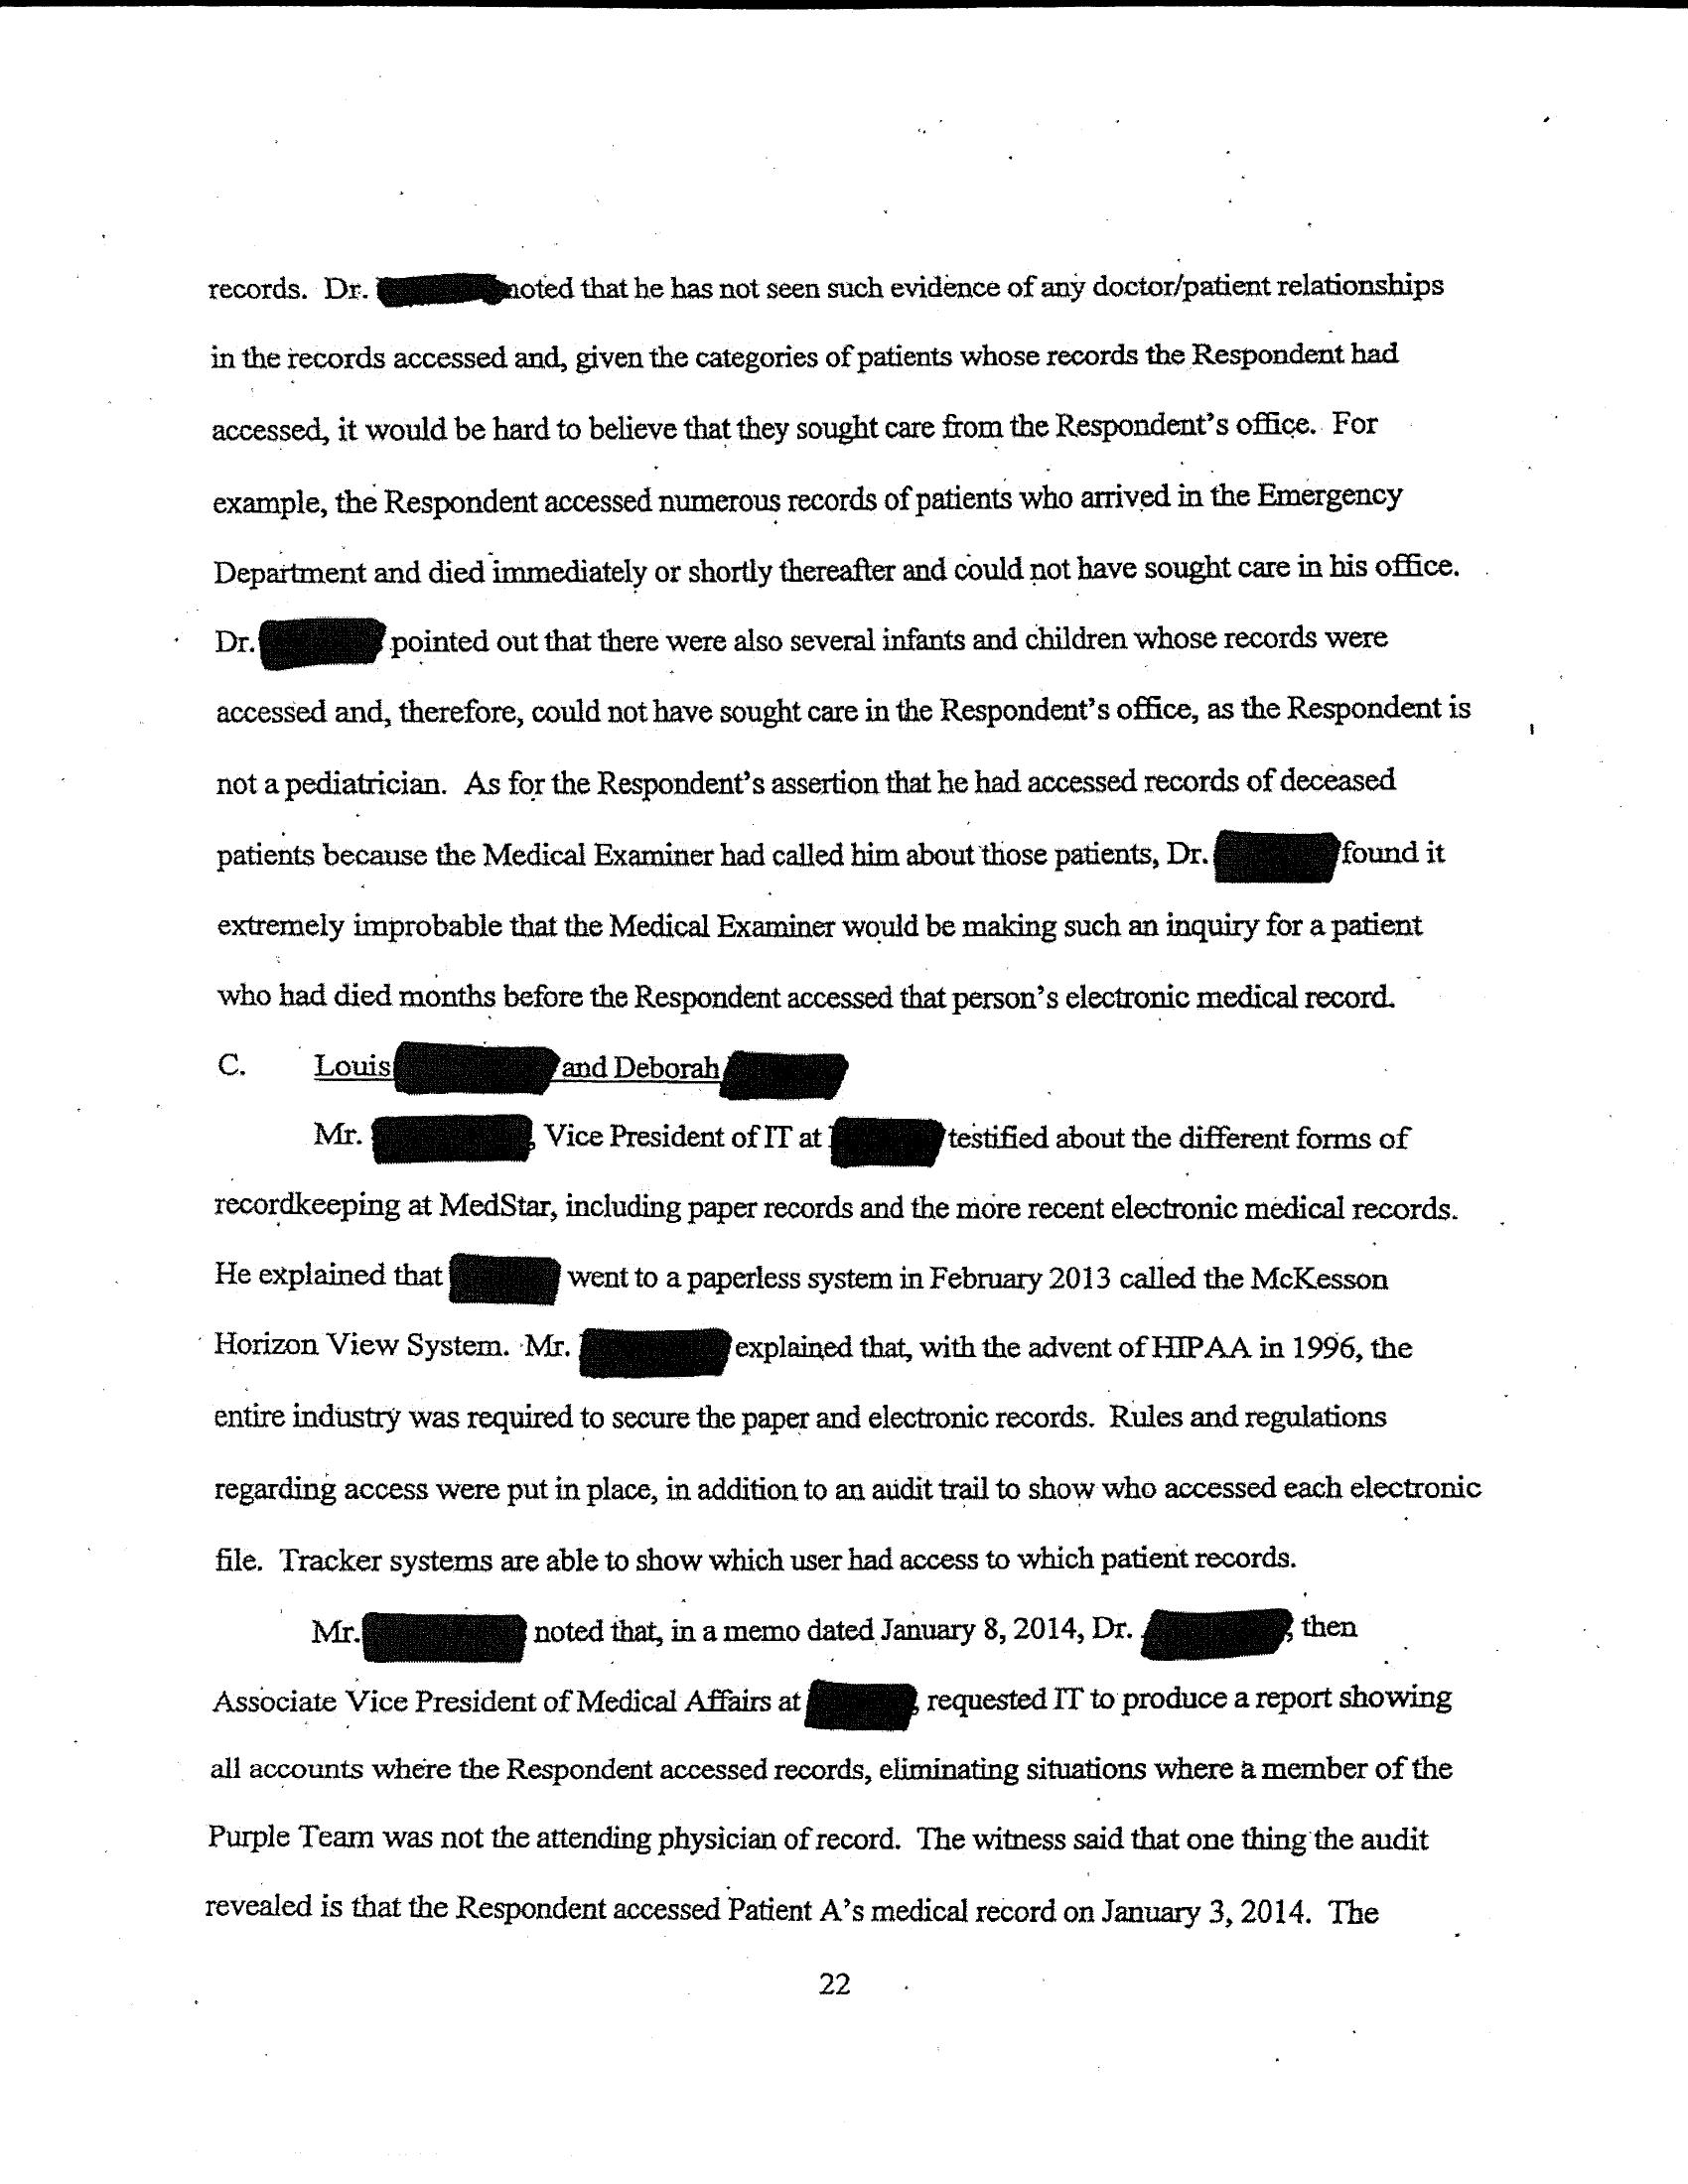 records. Dr. noted that he has not seen such evidence of any doctor/patient relationships
in the records accessed and, given the categories of patients whose records the Respondent had
accessed, it would be hard to believe that they sought care from the Respondent's office. For
example, the Respondent accessed numerous records of patients who arrived in the Emergency
Department and died immediately or shortly thereafter and could not have sought care in his office.
Dr. pointed out that there were also several infants and children whose records were
accessed and, therefore, could not have sought care in the Respondent's office, as the Respondent is
not a pediatrician. As for the Respondent's assertion that he had accessed records of deceased
patients because the Medical Examiner had called him about those patients, Dr. found it
extremely improbable that the Medical Examiner would be making such an inquiry for a patient
who had died months before the Respondent accessed that person's electronic medical record.
C. Louis and Deborah
Mr. , Vice President of IT at testified about the different forms of
recordkeeping at MedStar, including paper records and the more recent electronic medical records.
He explained that went to a paperless system in February 2013 called the McKesson
Horizon View System. Mr. explained that, with the advent of HIPAA in 1996, the
entire industry was required to secure the paper and electronic records. Rules and regulations
regarding access were put in place, in addition to an audit trail to show who accessed each electronic
file. Tracker systems are able to show which user had access to which patient records.
Mr. noted that, in a memo dated January 8, 2014, Dr. , then
Associate Vice President of Medical Affairs at , requested IT to produce a report showing
all accounts where the Respondent accessed records, eliminating situations where a member of the
Purple Team was not the attending physician of record. The witness said that one thing the audit
revealed is that the Respondent accessed Patient A's medical record on January 3, 2014. The
22